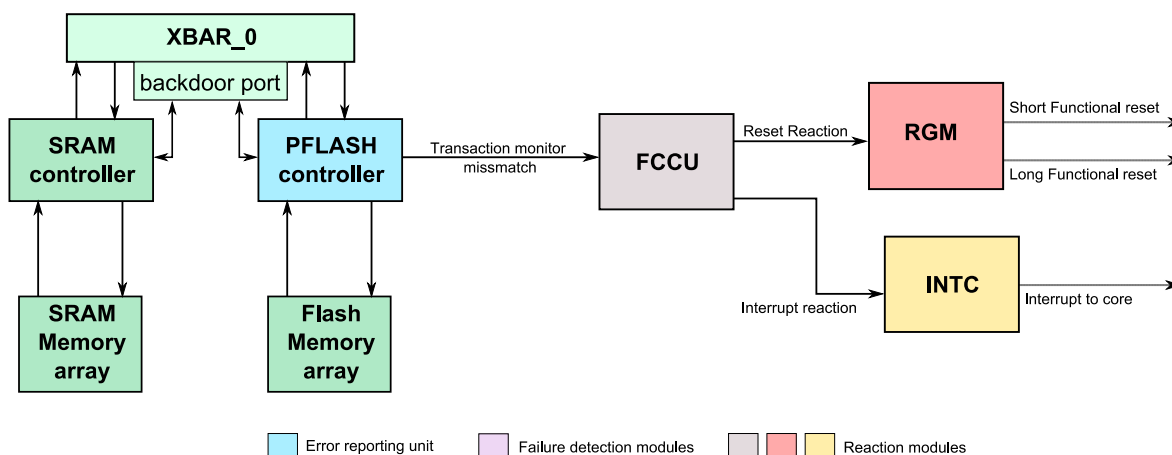 XBAR_0
backdoor port
SRAM
controller
PFLASH
controller
Transaction monitor
missmatch
FCCU
Reset Reaction
RGM
Short Functional reset
Long Functional reset
Interrupt reaction
INTC
Interrupt to core
SRAM
Memory
array
Flash
Memory
array
Error reporting unit
Failure detection modules
Reaction modules